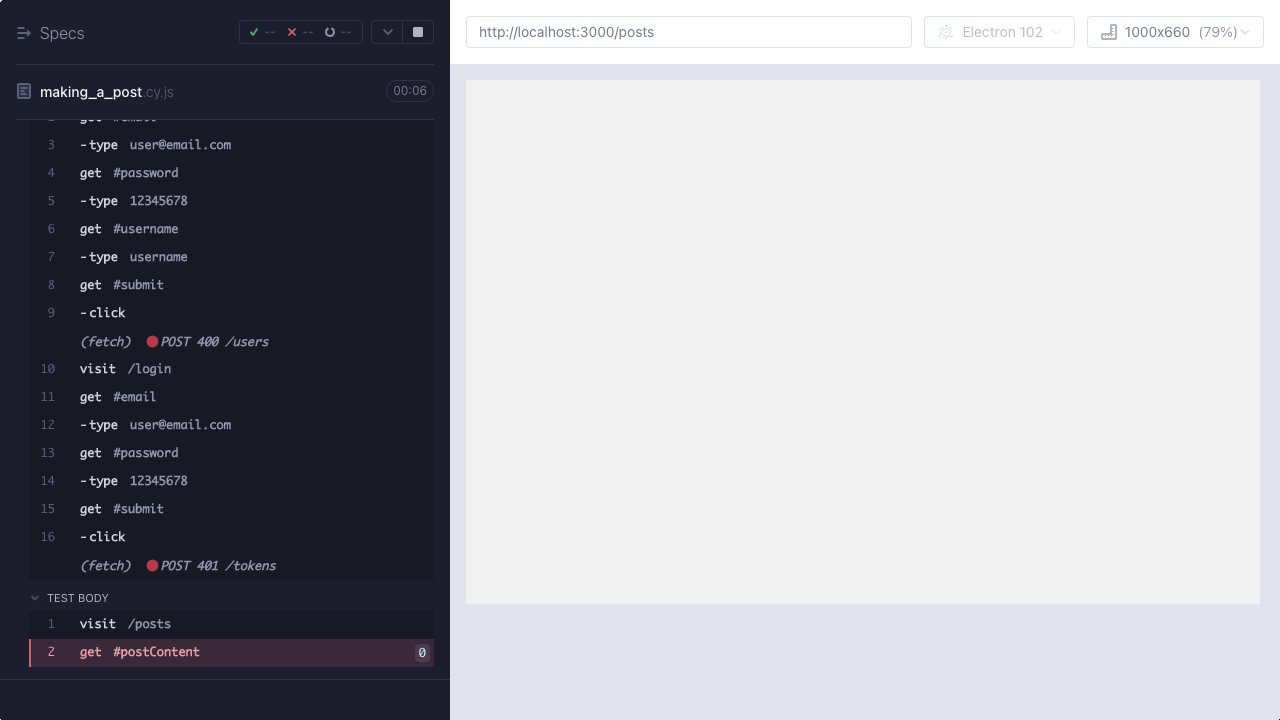 Specs
-- -- --
making_a_post.cy.js
00:06
3 -type user@email.com
4 get #password
5 -type 12345678
6 get #username
7 -type username
8 get #submit
9 -click
(fetch) POST 400 /users
10 visit /login
11 get #email
12 -type user@email.com
13 get #password
14 -type 12345678
15 get #submit
16 -click
(fetch) POST 401 /tokens
TEST BODY
1 visit /posts
2 get #postContent 0
http://localhost:3000/posts
Electron 102
1000x660 (79%)